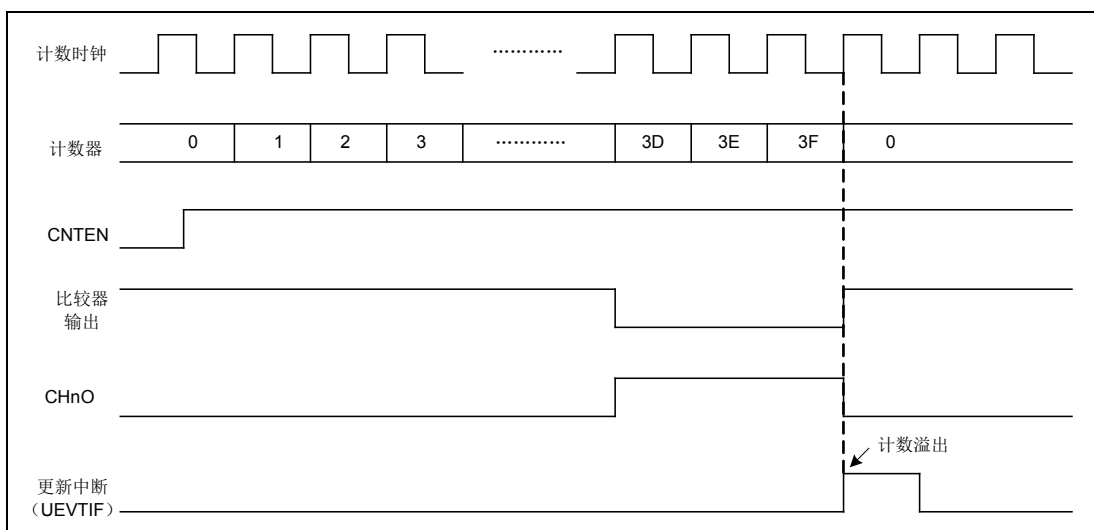 计数时钟
…………
计数器
0 1 2 3 ………… 3D 3E 3F 0
CNTEN
比较器
输出
CHnO
计数溢出
更新中断
（UEVTIF）